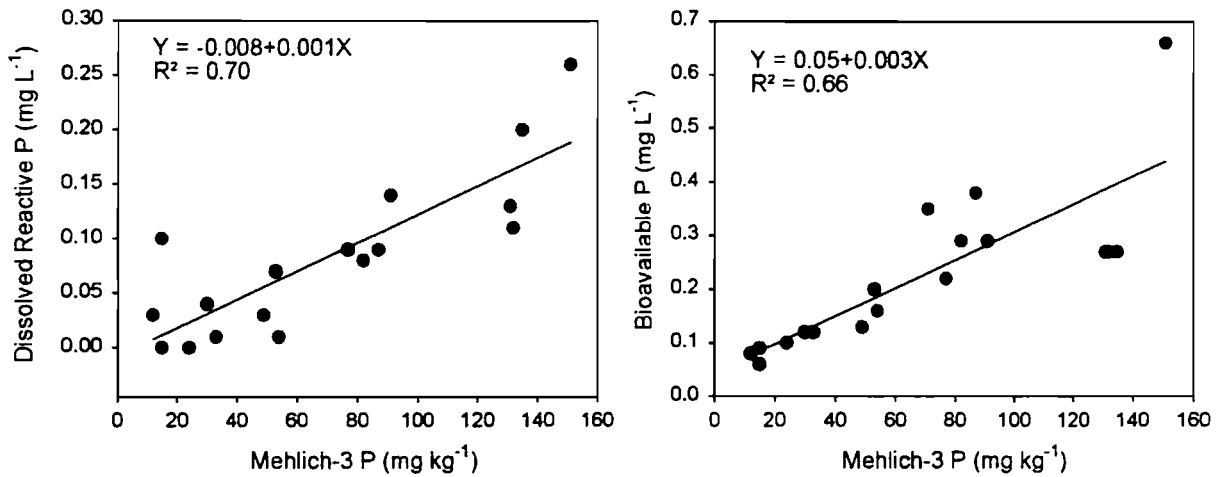 Dissolved Reactive P (mg L⁻¹)
0.30
0.25
0.20
0.15
0.10
0.05
0.00
Y = -0.008+0.001X
R² = 0.70
0 20 40 60 80 100 120 140 160
Mehlich-3 P (mg kg⁻¹)
Bioavailable P (mg L⁻¹)
0.7
0.6
0.5
0.4
0.3
0.2
0.1
0.0
Y = 0.05+0.003X
R² = 0.66
0 20 40 60 80 100 120 140 160
Mehlich-3 P (mg kg⁻¹)